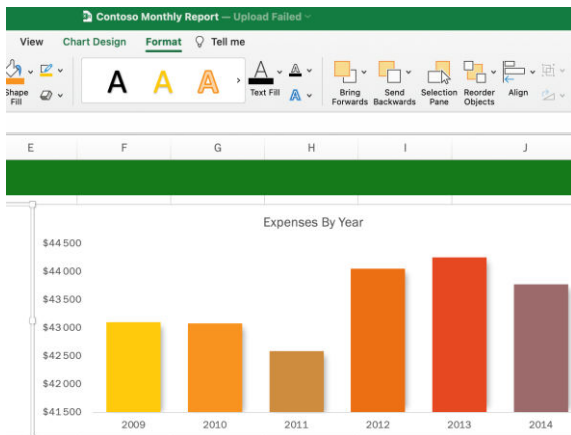 Contoso Monthly Report — Upload Failed
View Chart Design Format Tell me
A A A A A
Shape Fill
Text Fill
A
Bring Forwards
Send Backwards
Selection Pane
Reorder Objects
Align
E F G H I J
Expenses By Year
$44 500
$44 000
$43 500
$43 000
$42 500
$42 000
$41 500
2009 2010 2011 2012 2013 2014